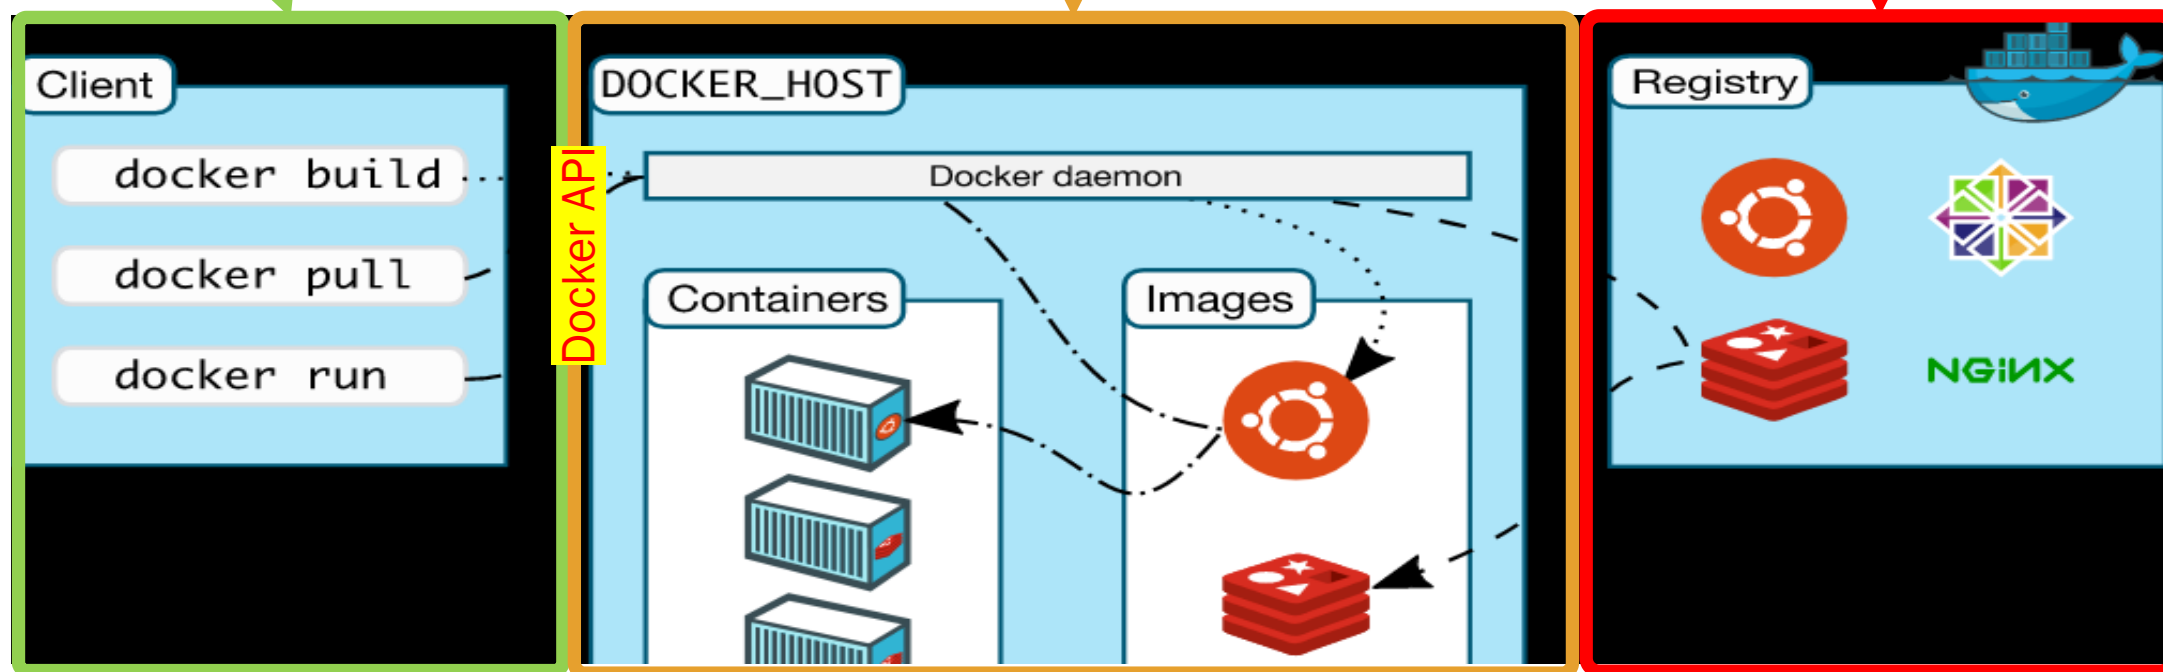 Client
docker build
docker pull
docker run
Docker API
DOCKER_HOST
Docker daemon
Containers
Images
Registry
NGiNX